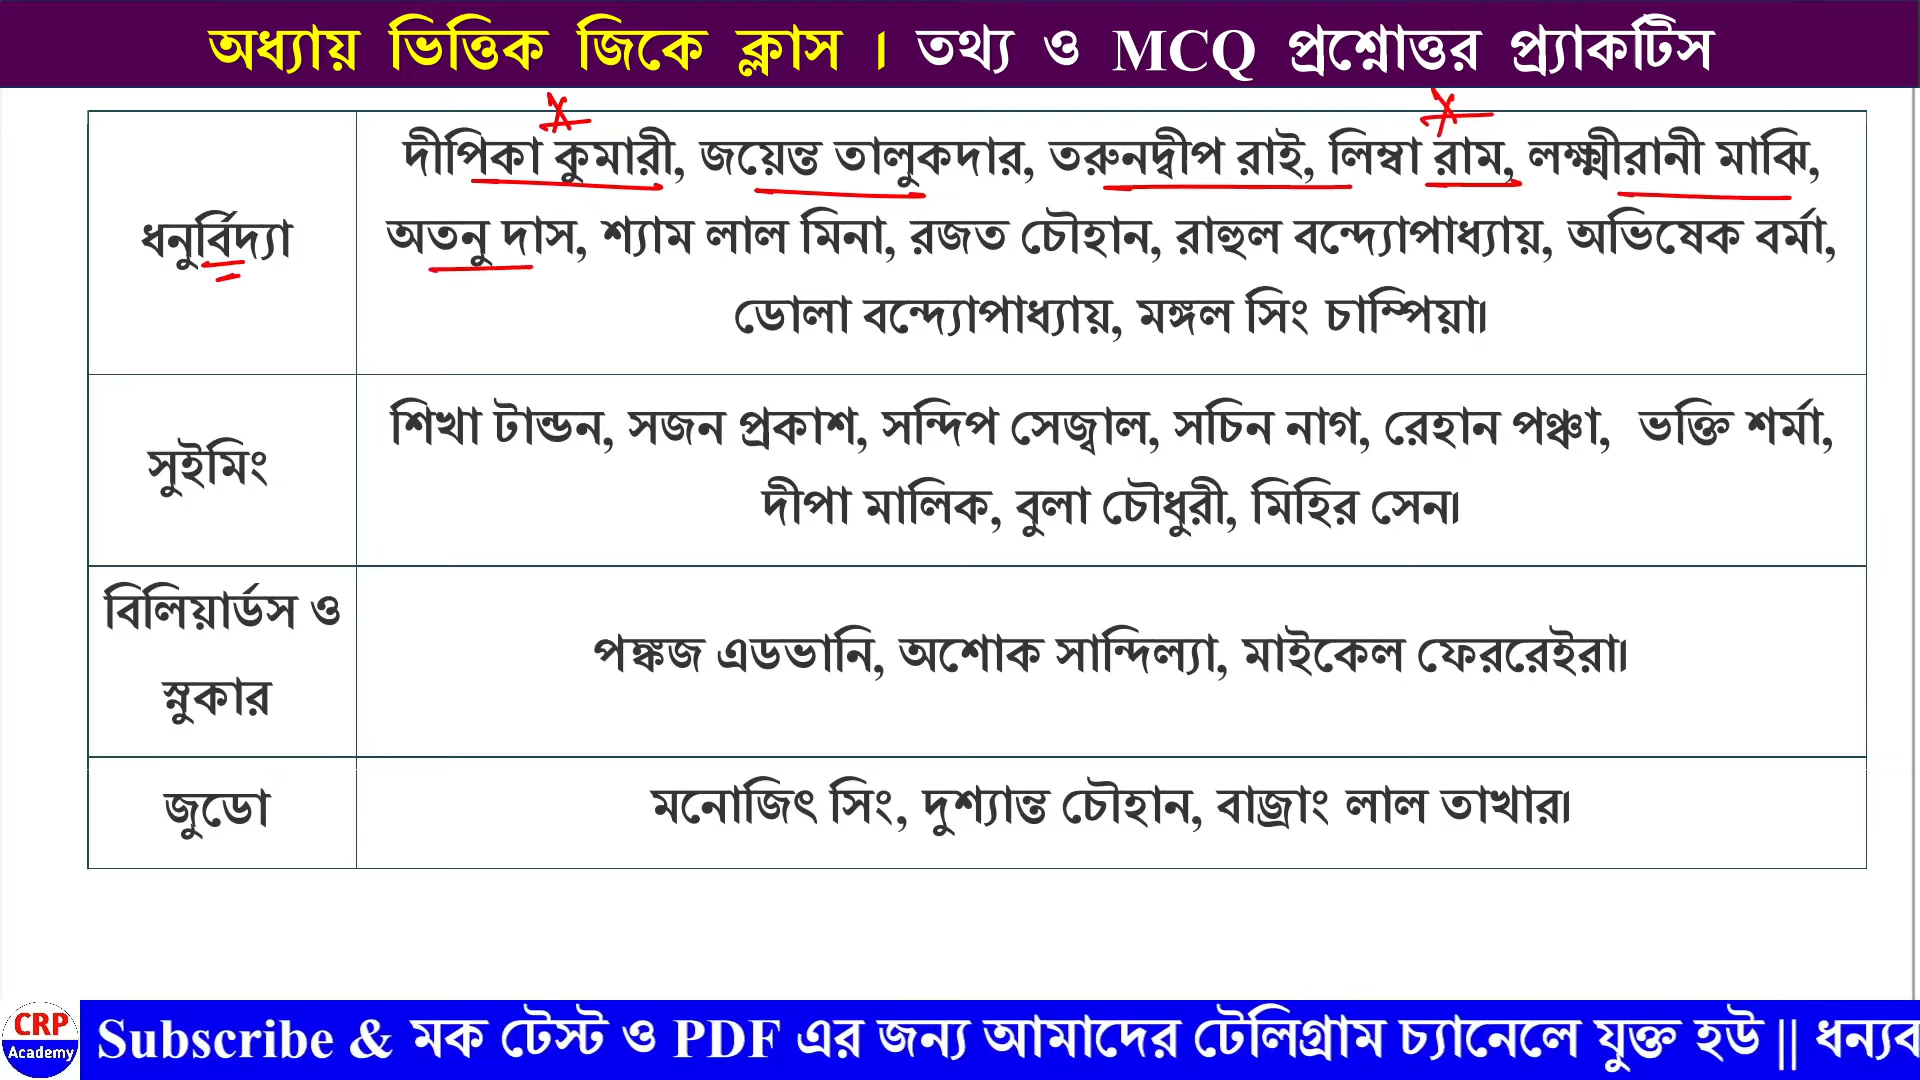 অধ্যায় ভিত্তিক জিকে ক্লাস । তথ্য ও MCQ প্রশ্নোত্তর প্র্যাকটিস
দীপিকা কুমারী, জয়েন্ত তালুকদার, তরুনদ্বীপ রাই, লিম্বা রাম, লক্ষ্মীরানী মাঝি,
ধনুর্বিদ্যা
অতনু দাস, শ্যাম লাল মিনা, রজত চৌহান, রাহুল বন্দ্যোপাধ্যায়, অভিষেক বর্মা,
ডোলা বন্দ্যোপাধ্যায়, মঙ্গল সিং চাম্পিয়া।
সুইমিং
শিখা টান্ডন, সজন প্রকাশ, সন্দিপ সেজ্বাল, সচিন নাগ, রেহান পঞ্চা, ভক্তি শর্মা,
দীপা মালিক, বুলা চৌধুরী, মিহির সেন।
বিলিয়ার্ডস ও
স্নুকার
পঙ্কজ এডভানি, অশোক সান্দিল্যা, মাইকেল ফেররেইরা।
জুডো
মনোজিৎ সিং, দুশ্যান্ত চৌহান, বাজ্রাং লাল তাখার।
CRP
Academy
Subscribe & মক টেস্ট ও PDF এর জন্য আমাদের টেলিগ্রাম চ্যানেলে যুক্ত হউ || ধন্যব